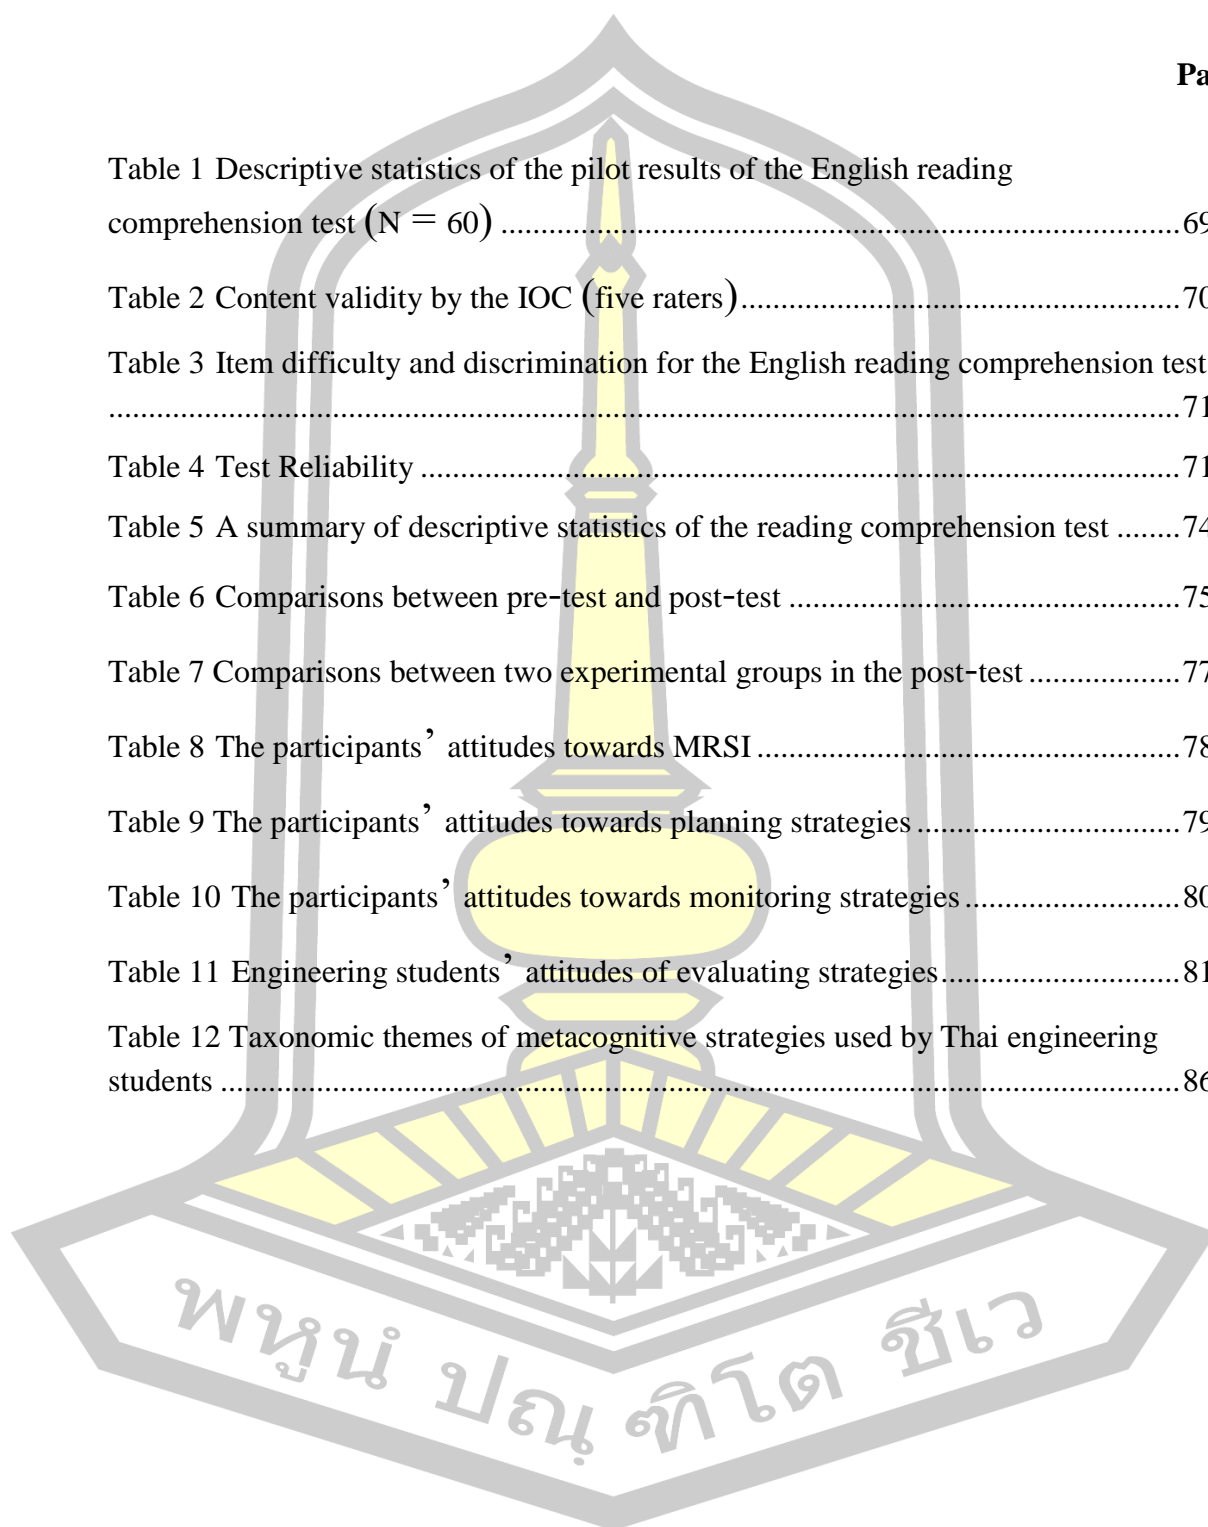 Pa
Table 1 Descriptive statistics of the pilot results of the English reading
comprehension test (N = 60) ................................................................................69
Table 2 Content validity by the IOC (five raters)....................................................70
Table 3 Item difficulty and discrimination for the English reading comprehension test
................................................................................................................................71
Table 4 Test Reliability ...........................................................................................71
Table 5 A summary of descriptive statistics of the reading comprehension test ........74
Table 6 Comparisons between pre-test and post-test ...............................................75
Table 7 Comparisons between two experimental groups in the post-test ..................77
Table 8 The participants’ attitudes towards MRSI ...................................................78
Table 9 The participants’ attitudes towards planning strategies ................................79
Table 10 The participants’ attitudes towards monitoring strategies ..........................80
Table 11 Engineering students’ attitudes of evaluating strategies.............................81
Table 12 Taxonomic themes of metacognitive strategies used by Thai engineering
students ...................................................................................................................86
พหูนํ ปณฺฑิโต ชีเว